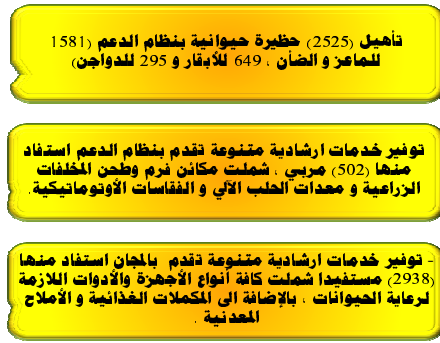 تأهيل (2525) حظيرة حيوانية بنظام الدعم (1581
للماعز و الضأن ، 649 للأبقار و 295 للدواجن)
توفير خدمات ارشادية متنوعة تقدم بنظام الدعم استفاد
منها (502) مربي ، شملت مكائن فرم وطحن المخلفات
الزراعية و معدات الحلب الآلي و الفقاسات الأوتوماتيكية.
- توفير خدمات ارشادية متنوعة تقدم بالمجان استفاد منها
(2938) مستفيدا شملت كافة أنواع الأجهزة والأدوات اللازمة
لرعاية الحيوانات ، بالإضافة الى المكملات الغذائية و الأملاح
المعدنية .